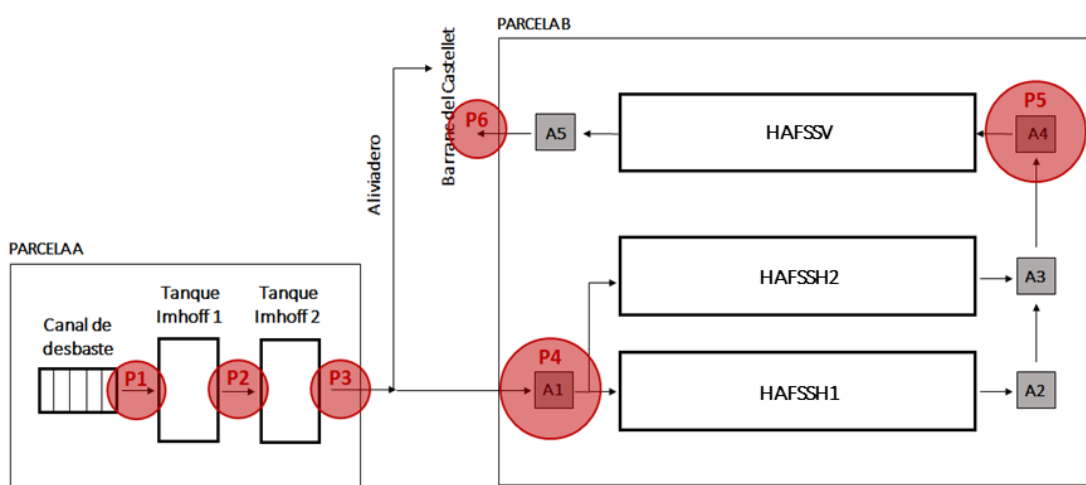 PARCELA B
Barranc del Castellet
P6
A5
HAFSSV
P5
A4
Aliviadero
PARCELA A
HAFSSH2
A3
Tanque
Imhoff 1
Tanque
Imhoff 2
Canal de
desbaste
P1
P2
P3
P4
A1
HAFSSH1
A2